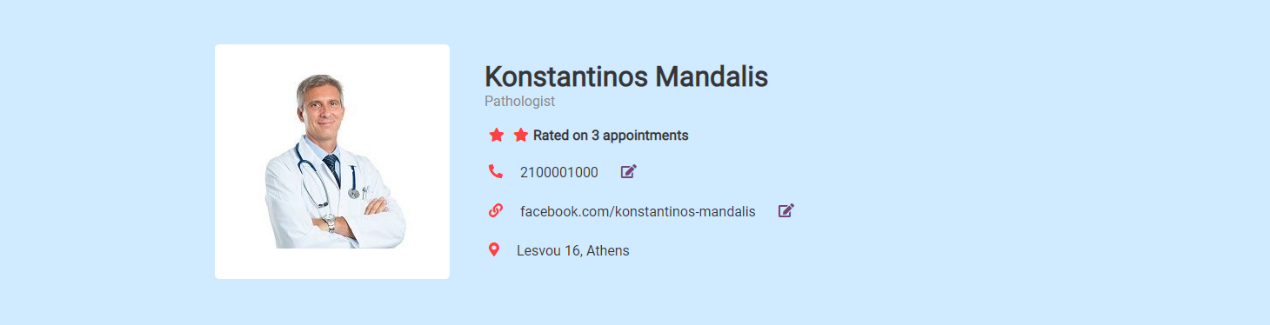 Konstantinos Mandalis
Pathologist
Rated on 3 appointments
2100001000
facebook.com/konstantinos-mandalis
Lesvou 16, Athens